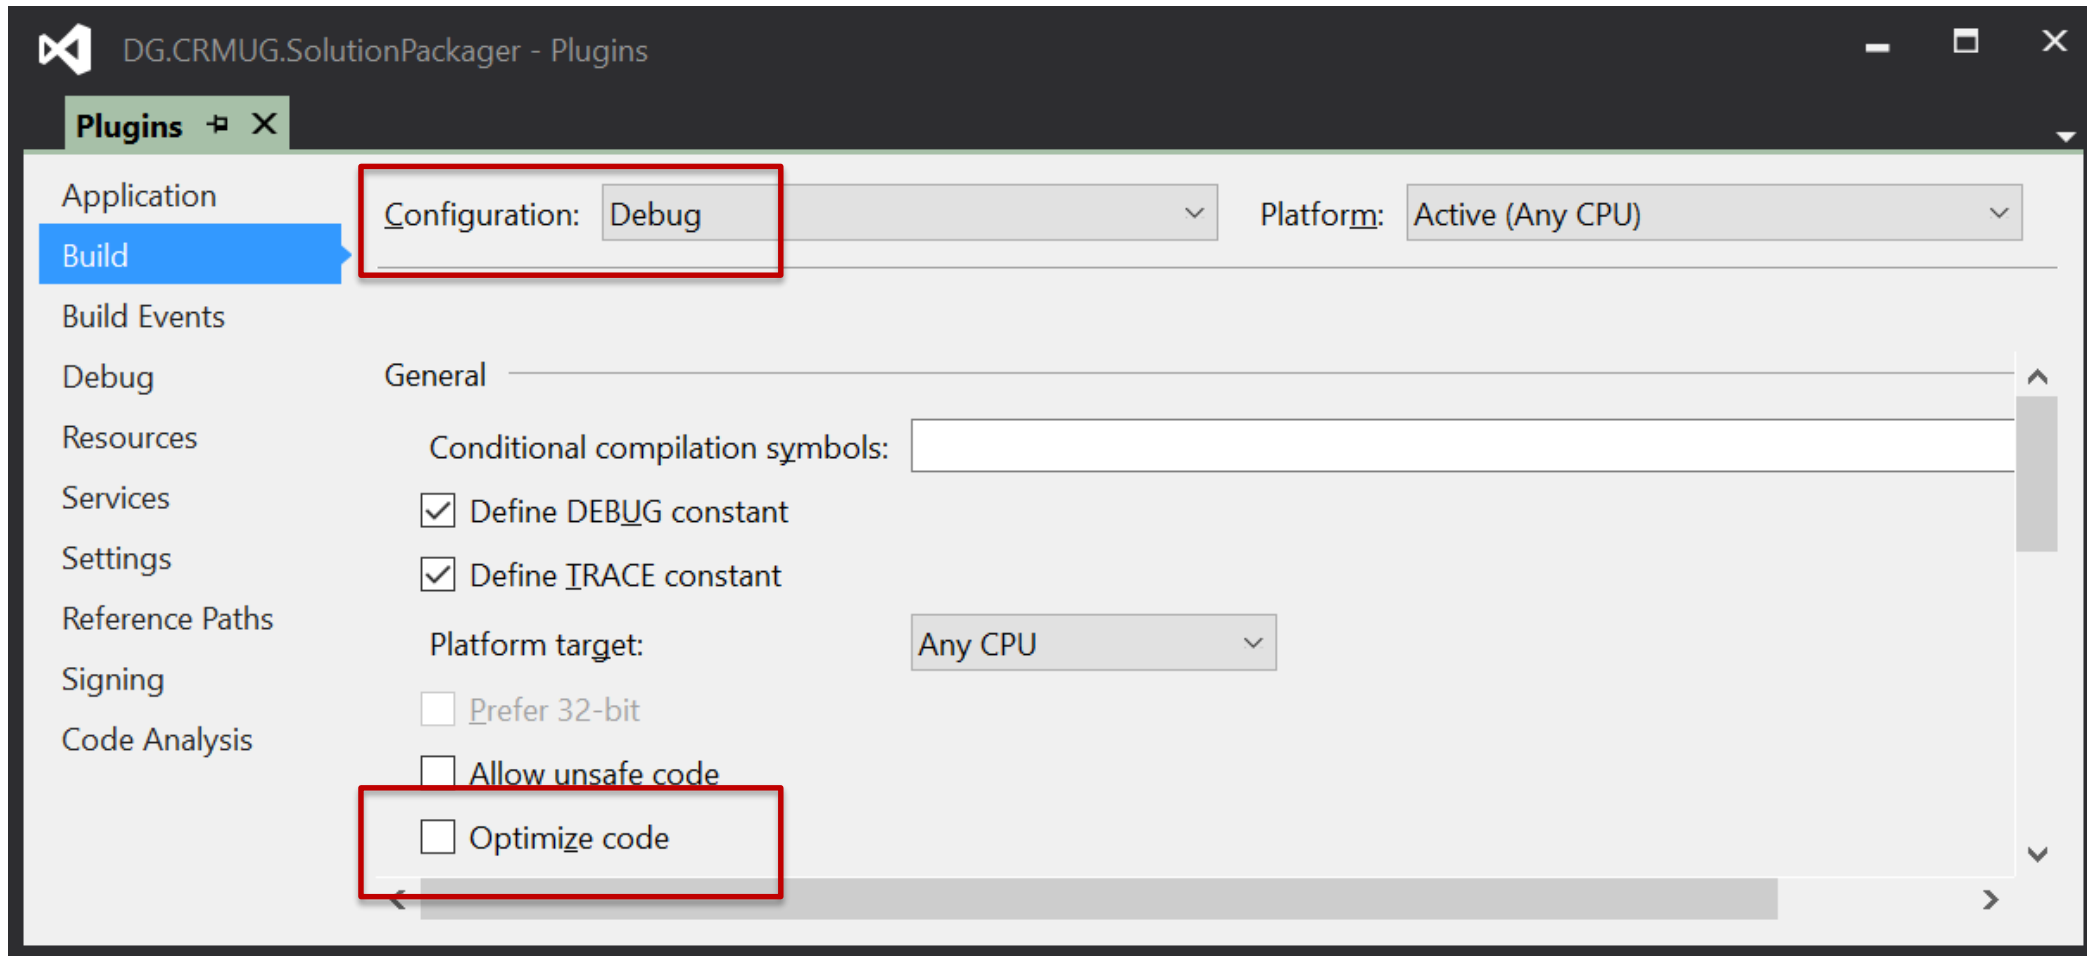 DG.CRMUG.SolutionPackager - Plugins
Plugins
Application
Build
Build Events
Debug
Resources
Services
Settings
Reference Paths
Signing
Code Analysis
Configuration: Debug Platform: Active (Any CPU)
General
Conditional compilation symbols:
Define DEBUG constant
Define TRACE constant
Platform target: Any CPU
Prefer 32-bit
Allow unsafe code
Optimize code